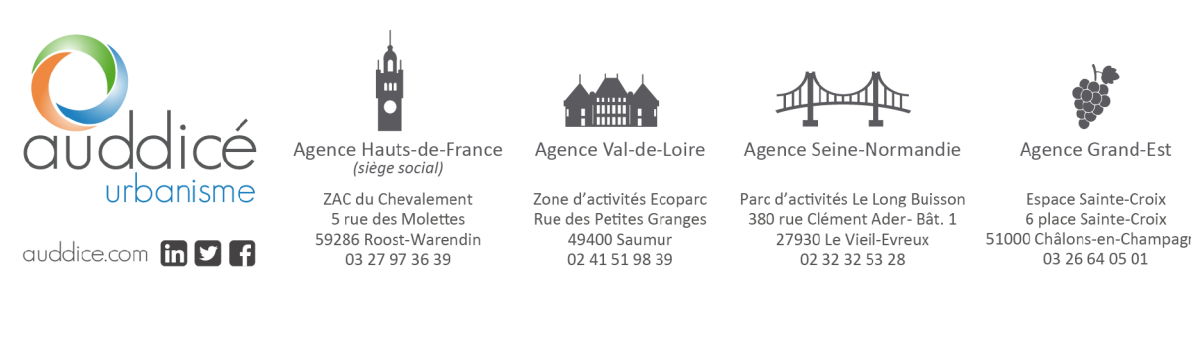 auddicé
urbanisme
auddice.com
Agence Hauts-de-France
(siège social)
ZAC du Chevalement
5 rue des Molettes
59286 Roost-Warendin
03 27 97 36 39
Agence Val-de-Loire
Zone d'activités Ecoparc
Rue des Petites Granges
49400 Saumur
02 41 51 98 39
Agence Seine-Normandie
Parc d'activités Le Long Buisson
380 rue Clément Ader- Bât. 1
27930 Le Vieil-Evreux
02 32 32 53 28
Agence Grand-Est
Espace Sainte-Croix
6 place Sainte-Croix
51000 Châlons-en-Champagn
03 26 64 05 01